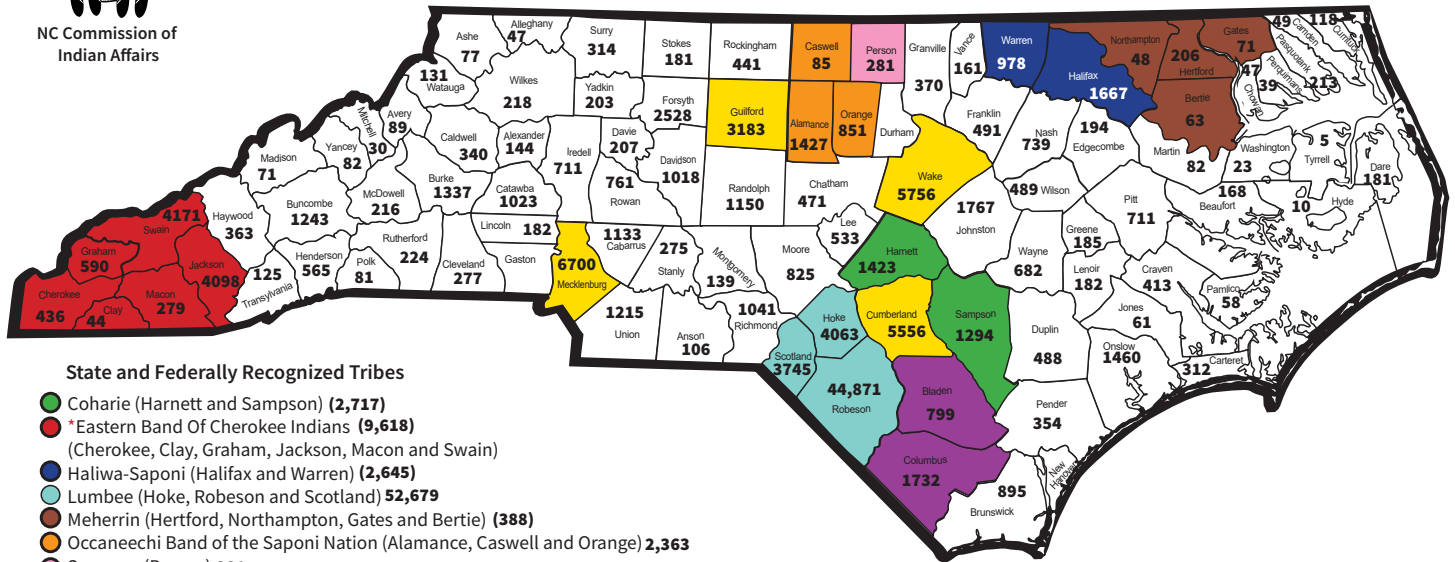 NC Commission of
Indian Affairs
Ashe
77
Alleghany
47
Surry
314
Stokes
181
Rockingham
441
Caswell
85
Person
281
Granville
370
Vance
161
Warren
978
Halifax
1667
Northampton
48
206
Hertford
Gates
71
49
Camden
118
Currituck
Pasquotank
Perquimans
213
47
39
Chowan
Bertie
63
131
Watauga
Wilkes
218
Yadkin
203
Forsyth
2528
Guilford
3183
Alamance
1427
Orange
851
Durham
Franklin
491
Nash
739
194
Edgecombe
Martin
82
Washington
23
5
Tyrrell
Dare
181
Mitchell
30
Avery
89
Yancey
82
Madison
71
Caldwell
340
Alexander
144
Iredell
711
Davie
207
Davidson
1018
Randolph
1150
Chatham
471
Wake
5756
489 Wilson
Pitt
711
168
Beaufort
10
Hyde
Buncombe
1243
McDowell
216
Burke
1337
Catawba
1023
761
Rowan
Lee
533
1767
Johnston
Greene
185
Wayne
682
Lenoir
182
Craven
413
Pamlico
58
4171
Swain
Haywood
363
Graham
590
Jackson
4098
Cherokee
436
Clay
44
Macon
279
125
Transylvania
Henderson
565
Polk
81
Rutherford
224
Cleveland
277
Lincoln 182
Gaston
6700
Mecklenburg
1133
Cabarrus
275
Stanly
Montgomery
139
Moore
825
Harnett
1423
1215
Union
Anson
106
1041
Richmond
Scotland
3745
Hoke
4063
Cumberland
5556
Sampson
1294
Duplin
488
Jones
61
Onslow
1460
Carteret
312
44,871
Robeson
Bladen
799
Pender
354
Columbus
1732
New
Hanover
895
Brunswick
State and Federally Recognized Tribes
Coharie (Harnett and Sampson) (2,717)
*Eastern Band Of Cherokee Indians (9,618)
(Cherokee, Clay, Graham, Jackson, Macon and Swain)
Haliwa-Saponi (Halifax and Warren) (2,645)
Lumbee (Hoke, Robeson and Scotland) 52,679
Meherrin (Hertford, Northampton, Gates and Bertie) (388)
Occaneechi Band of the Saponi Nation (Alamance, Caswell and Orange) 2,363